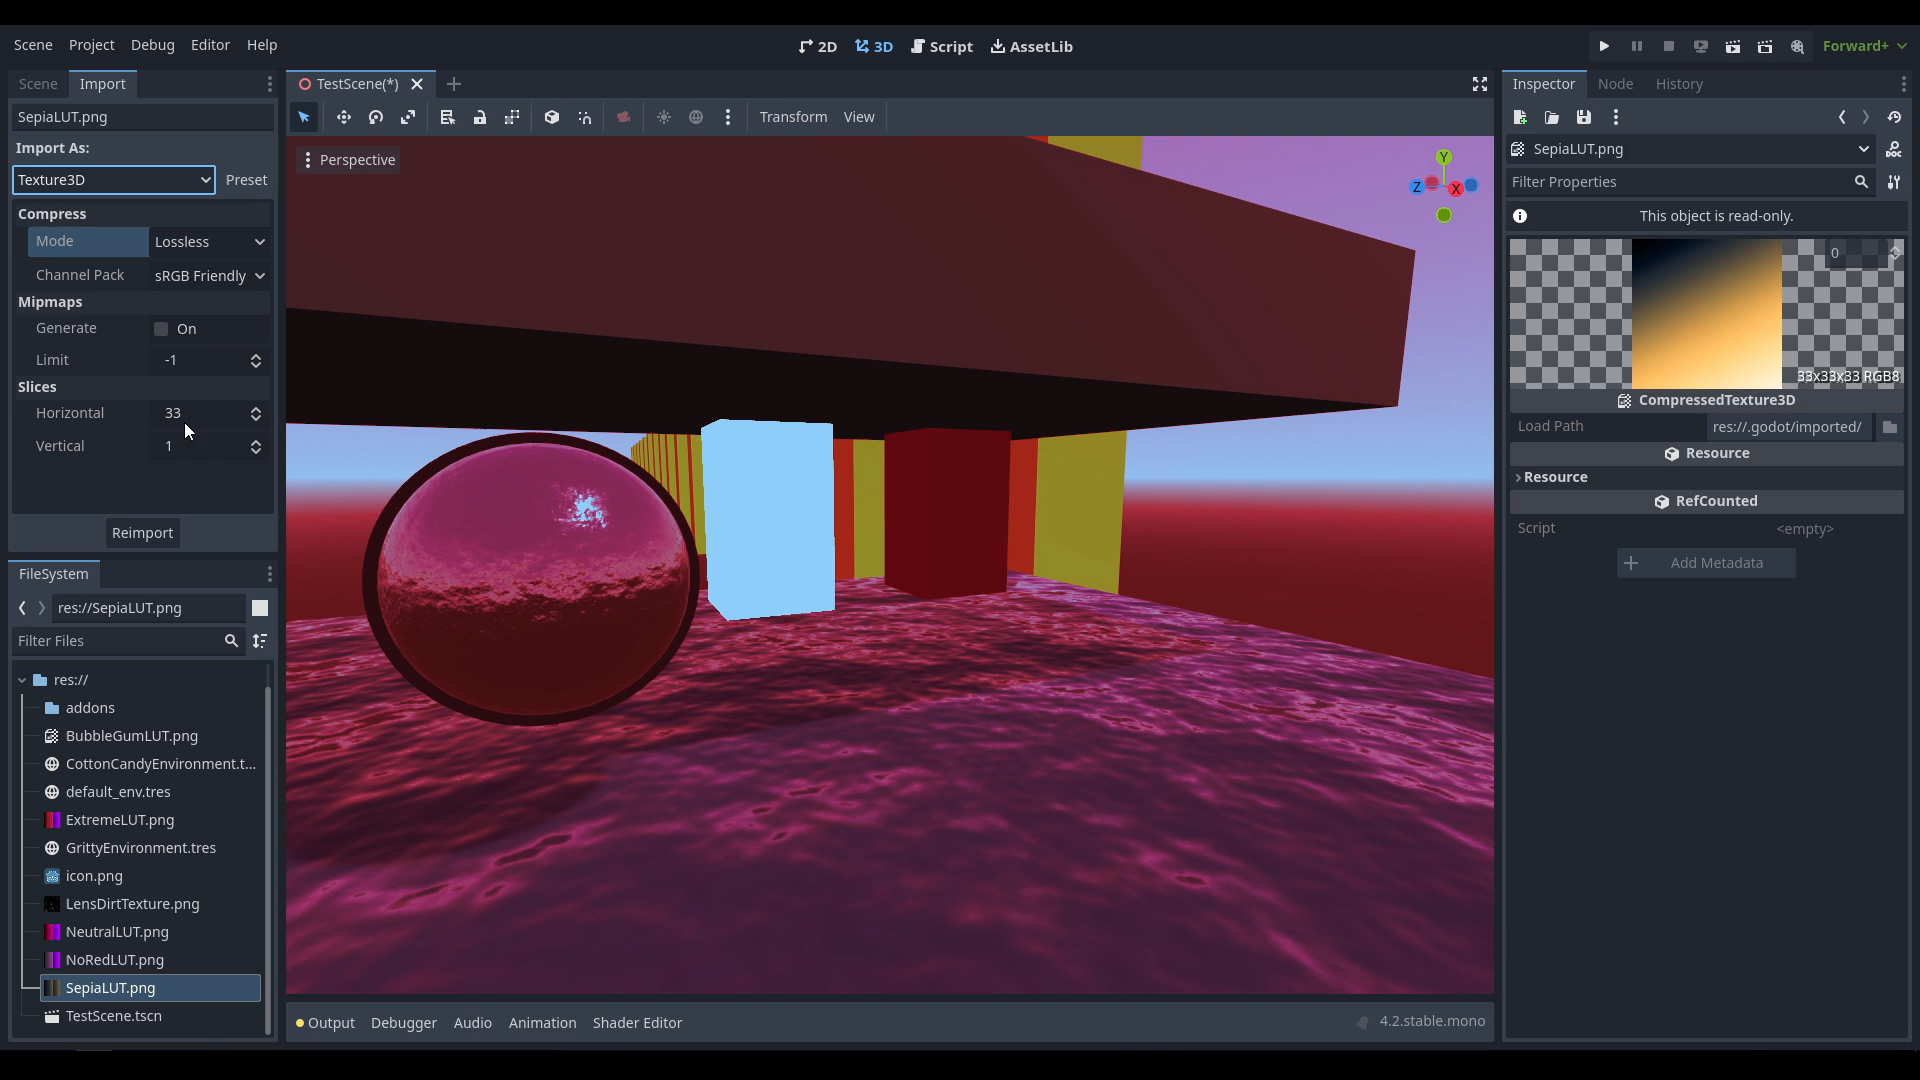 Scene Project Debug Editor Help
2D 3D Script AssetLib
Forward+
Scene Import
SepiaLUT.png
Import As:
Texture3D Preset
Compress
Mode Lossless
Channel Pack sRGB Friendly
Mipmaps
Generate On
Limit -1
Slices
Horizontal 33
Vertical 1
Reimport
FileSystem
res://SepiaLUT.png
Filter Files
res://
addons
BubbleGumLUT.png
CottonCandyEnvironment.t...
default_env.tres
ExtremeLUT.png
GrittyEnvironment.tres
icon.png
LensDirtTexture.png
NeutralLUT.png
NoRedLUT.png
SepiaLUT.png
TestScene.tscn
TestScene(*)
Transform View
Perspective
Y
Z X
Output Debugger Audio Animation Shader Editor
4.2.stable.mono
Inspector Node History
SepiaLUT.png
DOC
Filter Properties
This object is read-only.
0
33x33x33 RGB8
CompressedTexture3D
Load Path res://.godot/imported/
Resource
Resource
RefCounted
Script <empty>
Add Metadata